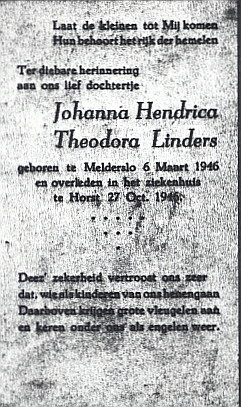 Laat de kleinen tot Mij komen
Hun behoort het rijk der hemelen
Ter diebare herinnering
aan ons lief dochtertje
Johanna Hendrica
Theodora Linders
geboren te Melderslo 6 Maart 1946
en overleden in het ziekenhuis
te Horst 27 Oct. 1946.
Deez' zekerheid vertroost ons zeer
dat, wie als kinderen van ons henengaan
Daarboven krijgen grote vleugelen aan
en keren onder ons als engelen weer.